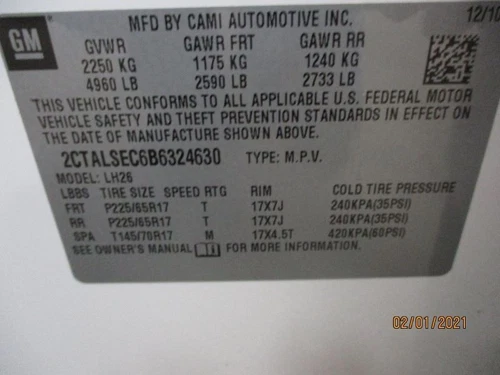 GM
MFD BY CAMI AUTOMOTIVE INC. 12/10
GVWR GAWR FRT GAWR RR
2250 KG 1175 KG 1240 KG
4960 LB 2590 LB 2733 LB
THIS VEHICLE CONFORMS TO ALL APPLICABLE U.S. FEDERAL MOTOR
VEHICLE SAFETY AND THEFT PREVENTION STANDARDS IN EFFECT ON
THE DATE OF MANUFACTURE SHOWN ABOVE.
2CTALSEC6B6324630 TYPE: M.P.V.
MODEL: LH26
LBBS TIRE SIZE SPEED RTG RIM COLD TIRE PRESSURE
FRT P225/65R17 T 17X7J 240KPA(35PSI)
RR P225/65R17 T 17X7J 240KPA(35PSI)
SPA T145/70R17 M 17X4.5T 420KPA(60PSI)
SEE OWNER'S MANUAL FOR MORE INFORMATION
02/01/2021